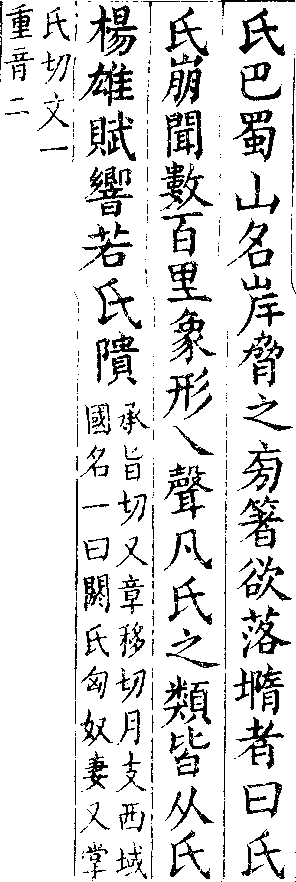 氏巴蜀山名岸脅之㫄箸欲落墮者曰氏
氏崩聞數百里象形乁聲凡氏之類皆从氏
楊雄賦響若氏隤
承旨切又章移切月支西域
國名一曰閼氏匈奴妻又掌
氏切文一
重音二